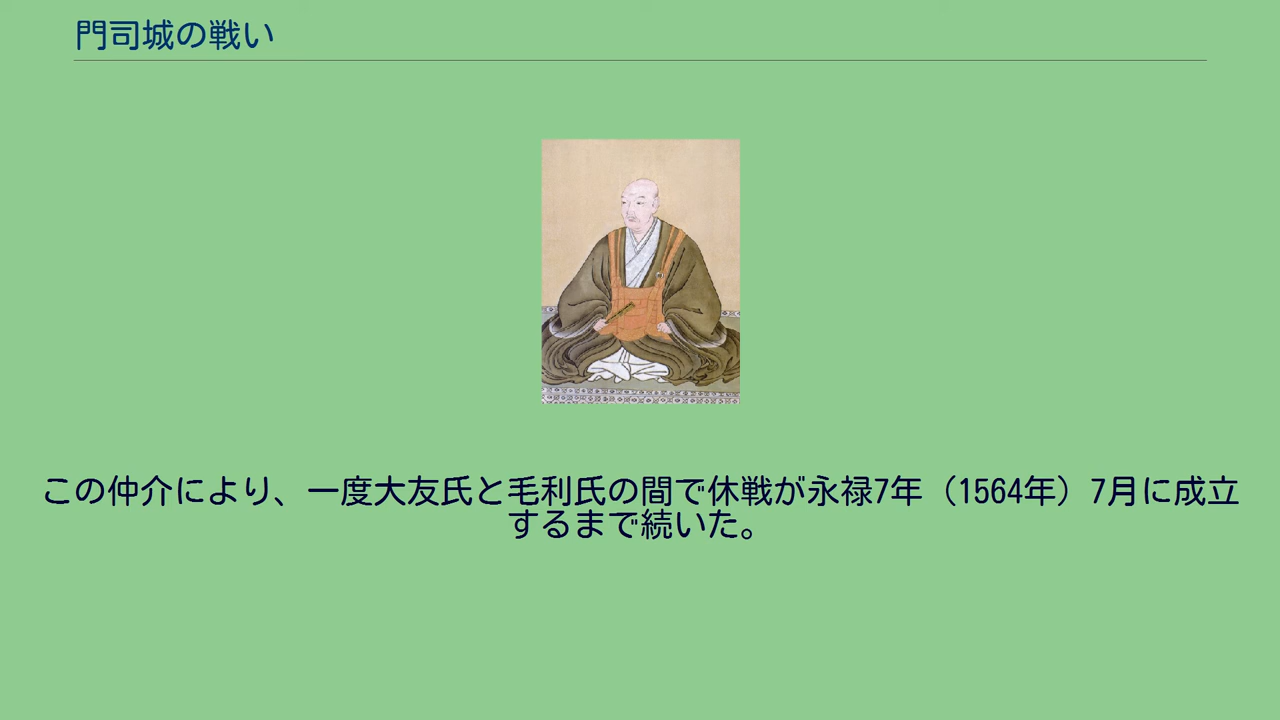 門司城の戦い
この仲介により、一度大友氏と毛利氏の間で休戦が永禄7年（1564年）7月に成立
するまで続いた。